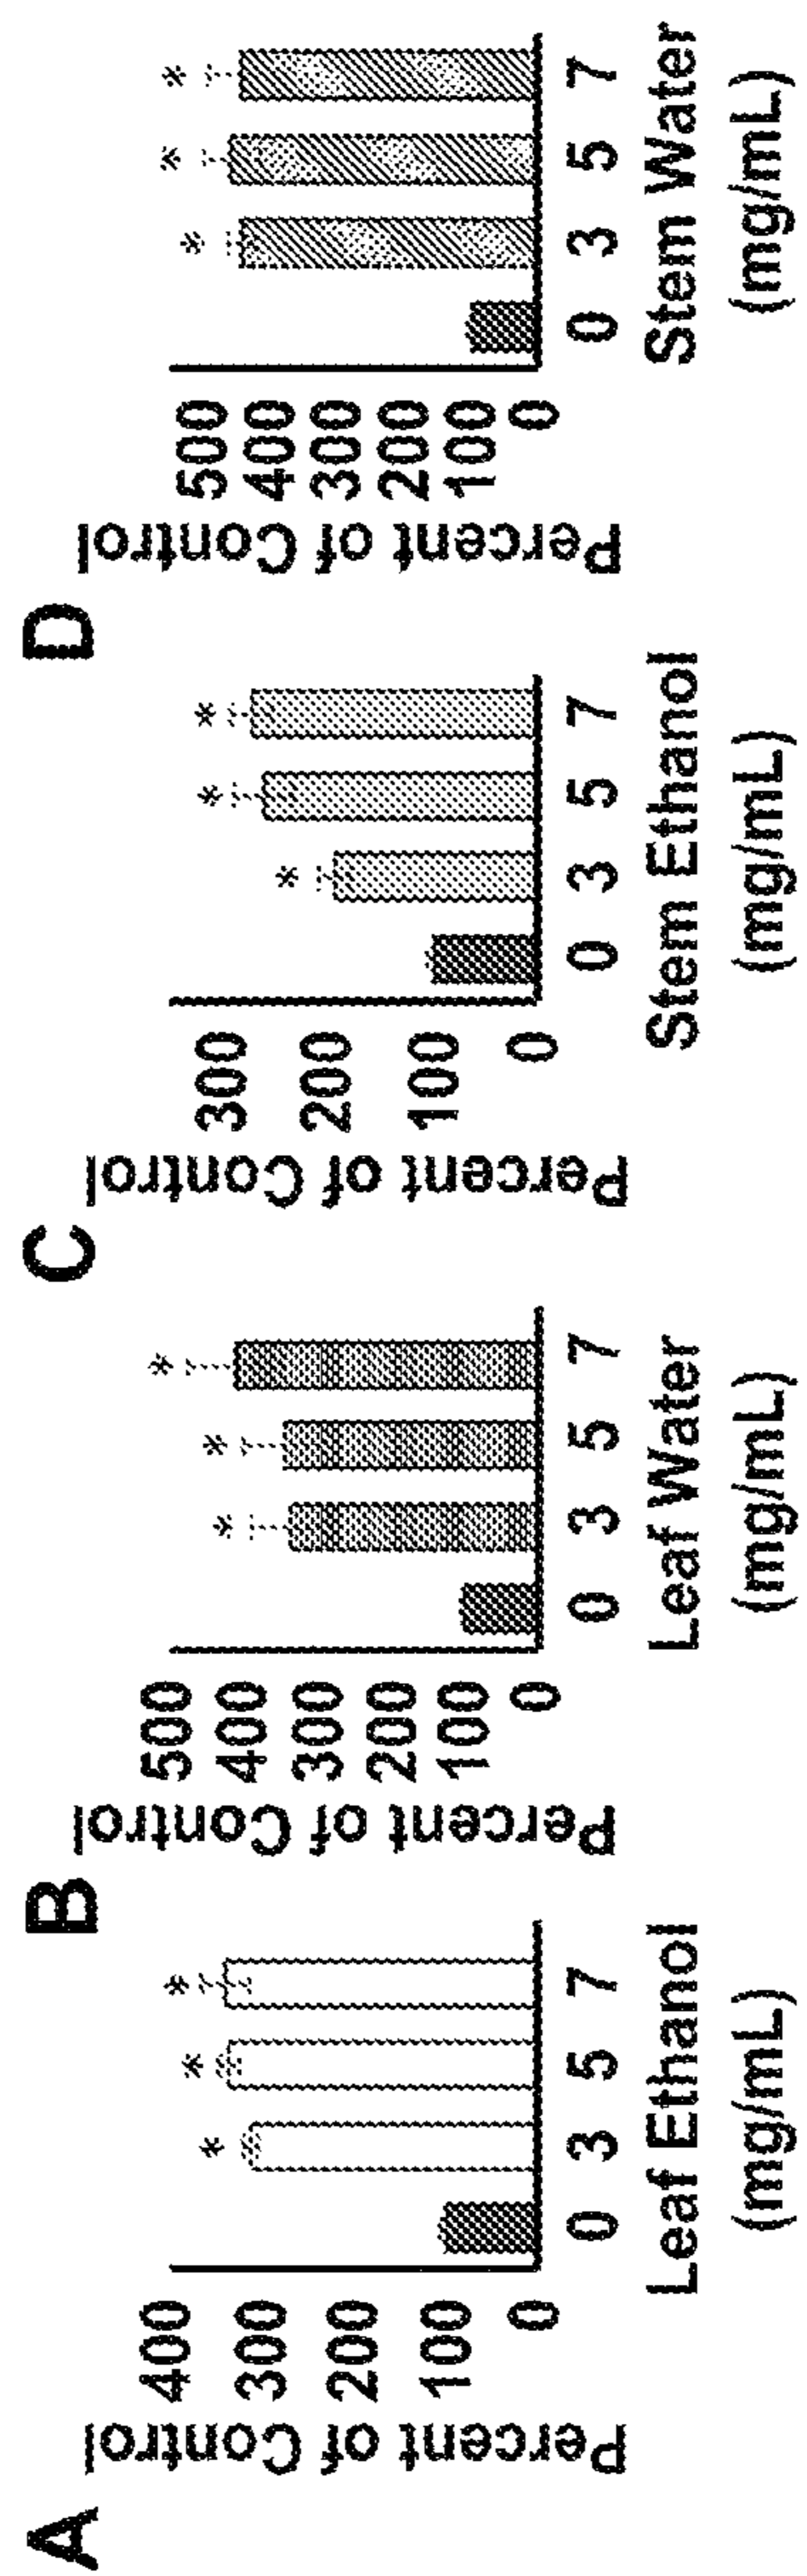 A
Percent of Control
400
300
200
100
0
* * *
0 3 5 7
Leaf Ethanol
(mg/mL)
B
Percent of Control
500
400
300
200
100
0
* * *
0 3 5 7
Leaf Water
(mg/mL)
C
Percent of Control
300
200
100
0
* * *
0 3 5 7
Stem Ethanol
(mg/mL)
D
Percent of Control
500
400
300
200
100
0
* * *
0 3 5 7
Stem Water
(mg/mL)